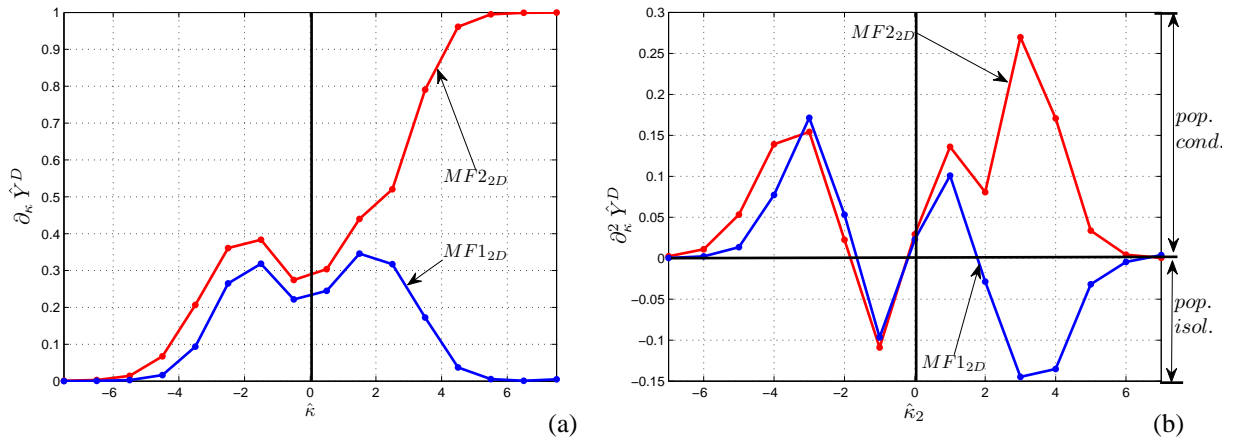 1
0.9
0.8
0.7
0.6
0.5
0.4
0.3
0.2
0.1
0
∂κ Ŷ^D
MF2_2D
MF1_2D
−6 −4 −2 0 2 4 6
κ̂
(a)
0.3
0.25
0.2
0.15
0.1
0.05
0
−0.05
−0.1
−0.15
∂²κ Ŷ^D
MF2_2D
MF1_2D
pop.
cond.
pop.
isol.
−6 −4 −2 0 2 4 6
κ̂₂
(b)